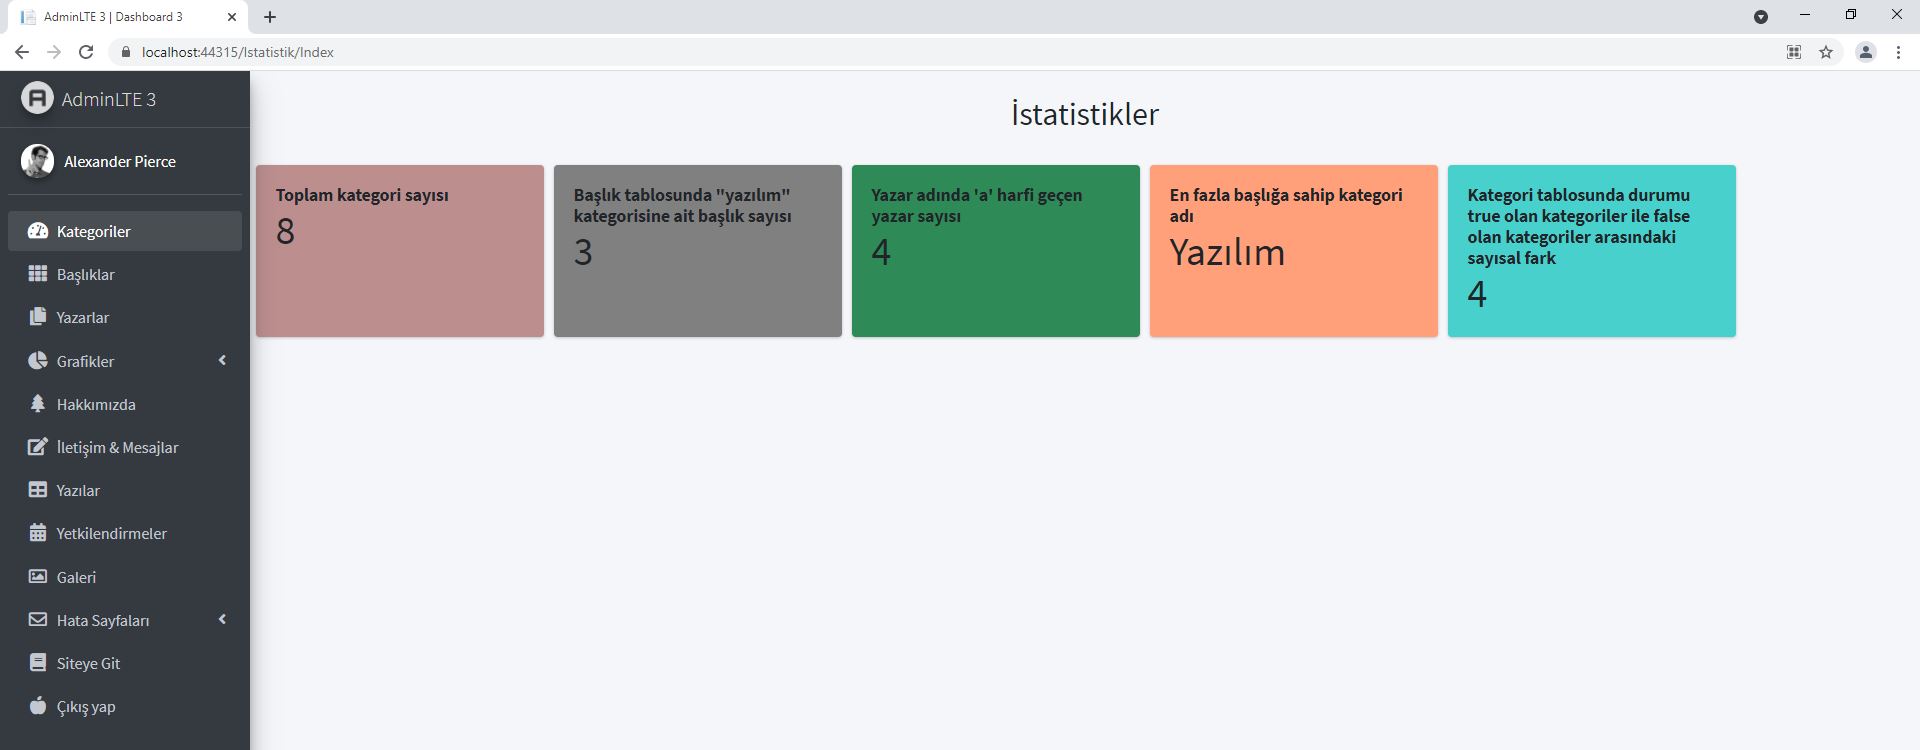 AdminLTE 3 | Dashboard 3
localhost:44315/Istatistik/Index
AdminLTE 3
Alexander Pierce
Kategoriler
Başlıklar
Yazarlar
Grafikler
Hakkımızda
İletişim & Mesajlar
Yazılar
Yetkilendirmeler
Galeri
Hata Sayfaları
Siteye Git
Çıkış yap
İstatistikler
Toplam kategori sayısı
8
Başlık tablosunda "yazılım"
kategorisine ait başlık sayısı
3
Yazar adında 'a' harfi geçen
yazar sayısı
4
En fazla başlığa sahip kategori
adı
Yazılım
Kategori tablosunda durumu
true olan kategoriler ile false
olan kategoriler arasındaki
sayısal fark
4